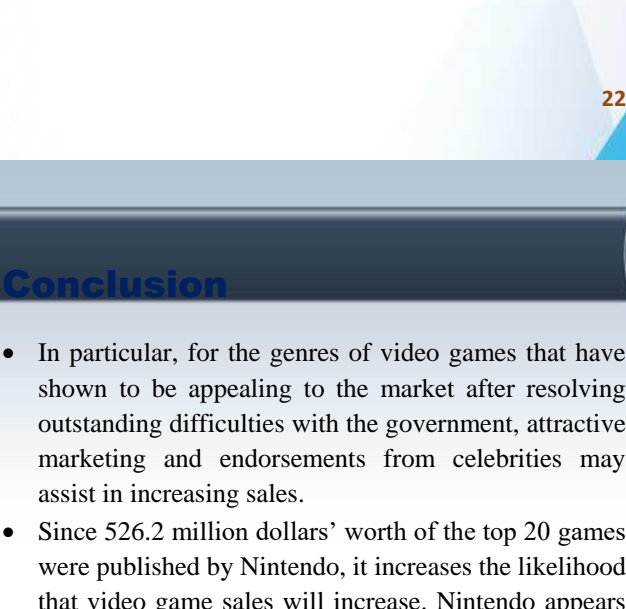 22
Conclusion
• In particular, for the genres of video games that have
shown to be appealing to the market after resolving
outstanding difficulties with the government, attractive
marketing and endorsements from celebrities may
assist in increasing sales.
• Since 526.2 million dollars’ worth of the top 20 games
were published by Nintendo, it increases the likelihood
that video game sales will increase. Nintendo appears